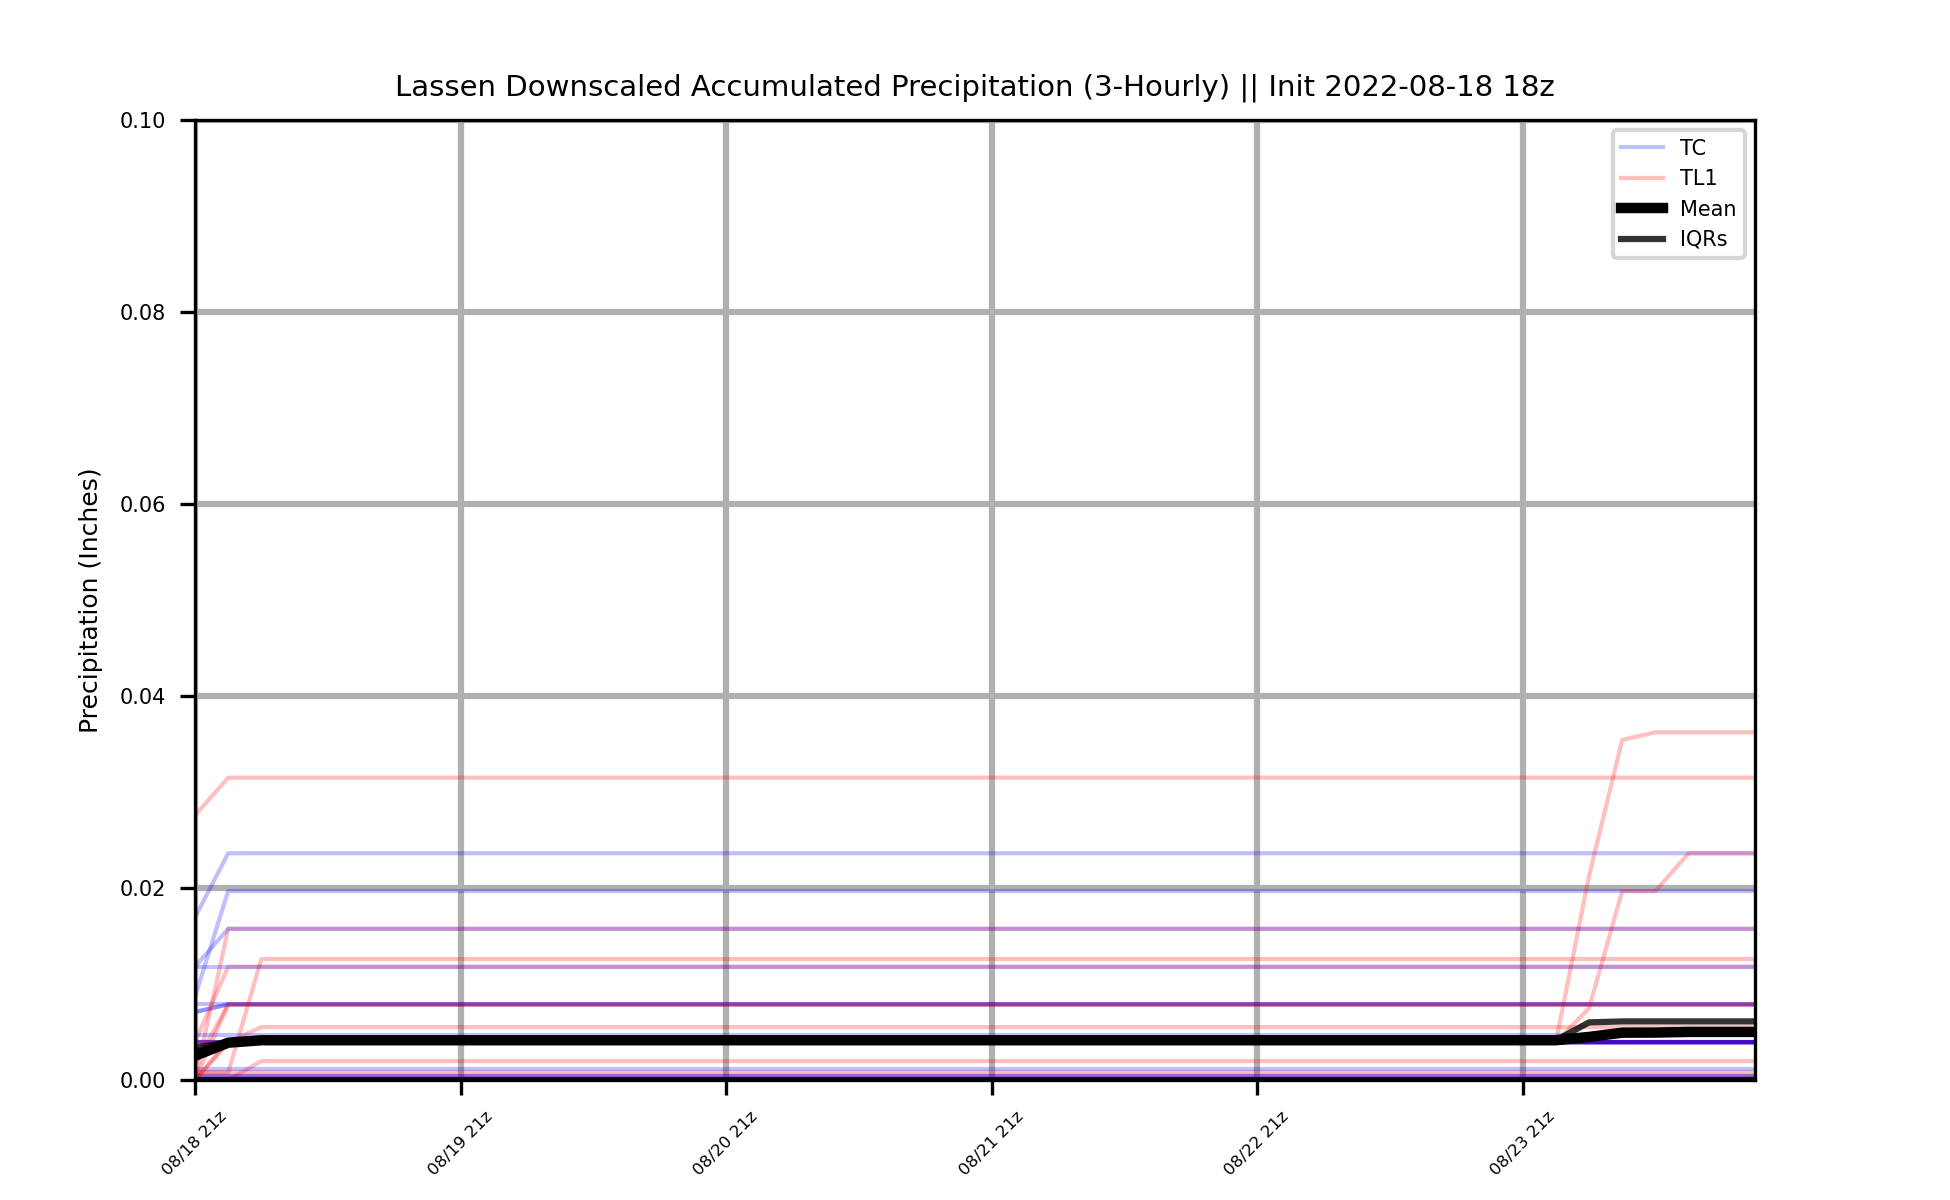 Lassen Downscaled Accumulated Precipitation (3-Hourly) || Init 2022-08-18 18z
TC
TL1
Mean
IQRs
Precipitation (Inches)
0.10
0.08
0.06
0.04
0.02
0.00
08/18 21z
08/19 21z
08/20 21z
08/21 21z
08/22 21z
08/23 21z